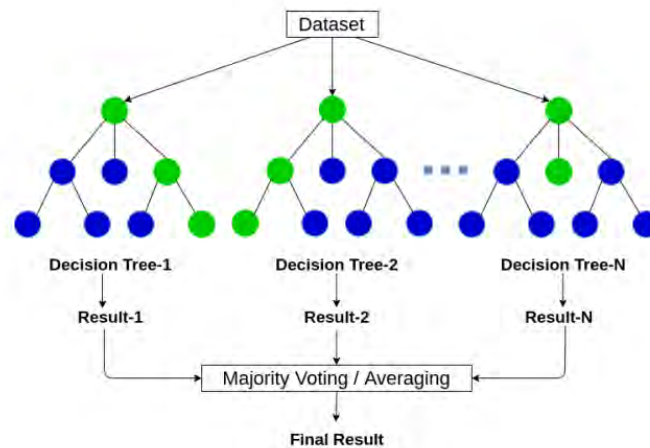 Dataset
Decision Tree-1
Decision Tree-2
Decision Tree-N
Result-1
Result-2
Result-N
Majority Voting / Averaging
Final Result